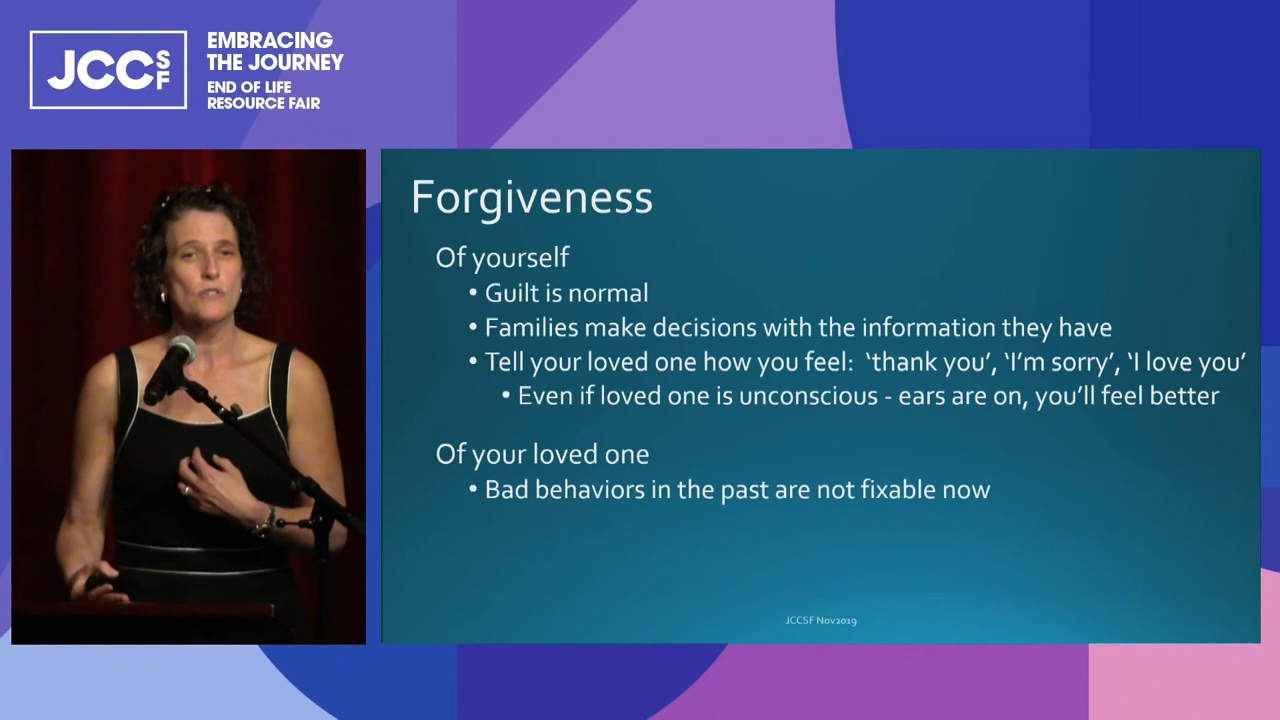 JCCSF
EMBRACING
THE JOURNEY
END OF LIFE
RESOURCE FAIR
Forgiveness
Of yourself
• Guilt is normal
• Families make decisions with the information they have
• Tell your loved one how you feel: ‘thank you’, ‘I’m sorry’, ‘I love you’
• Even if loved one is unconscious - ears are on, you’ll feel better
Of your loved one
• Bad behaviors in the past are not fixable now
JCCSF Nov2019